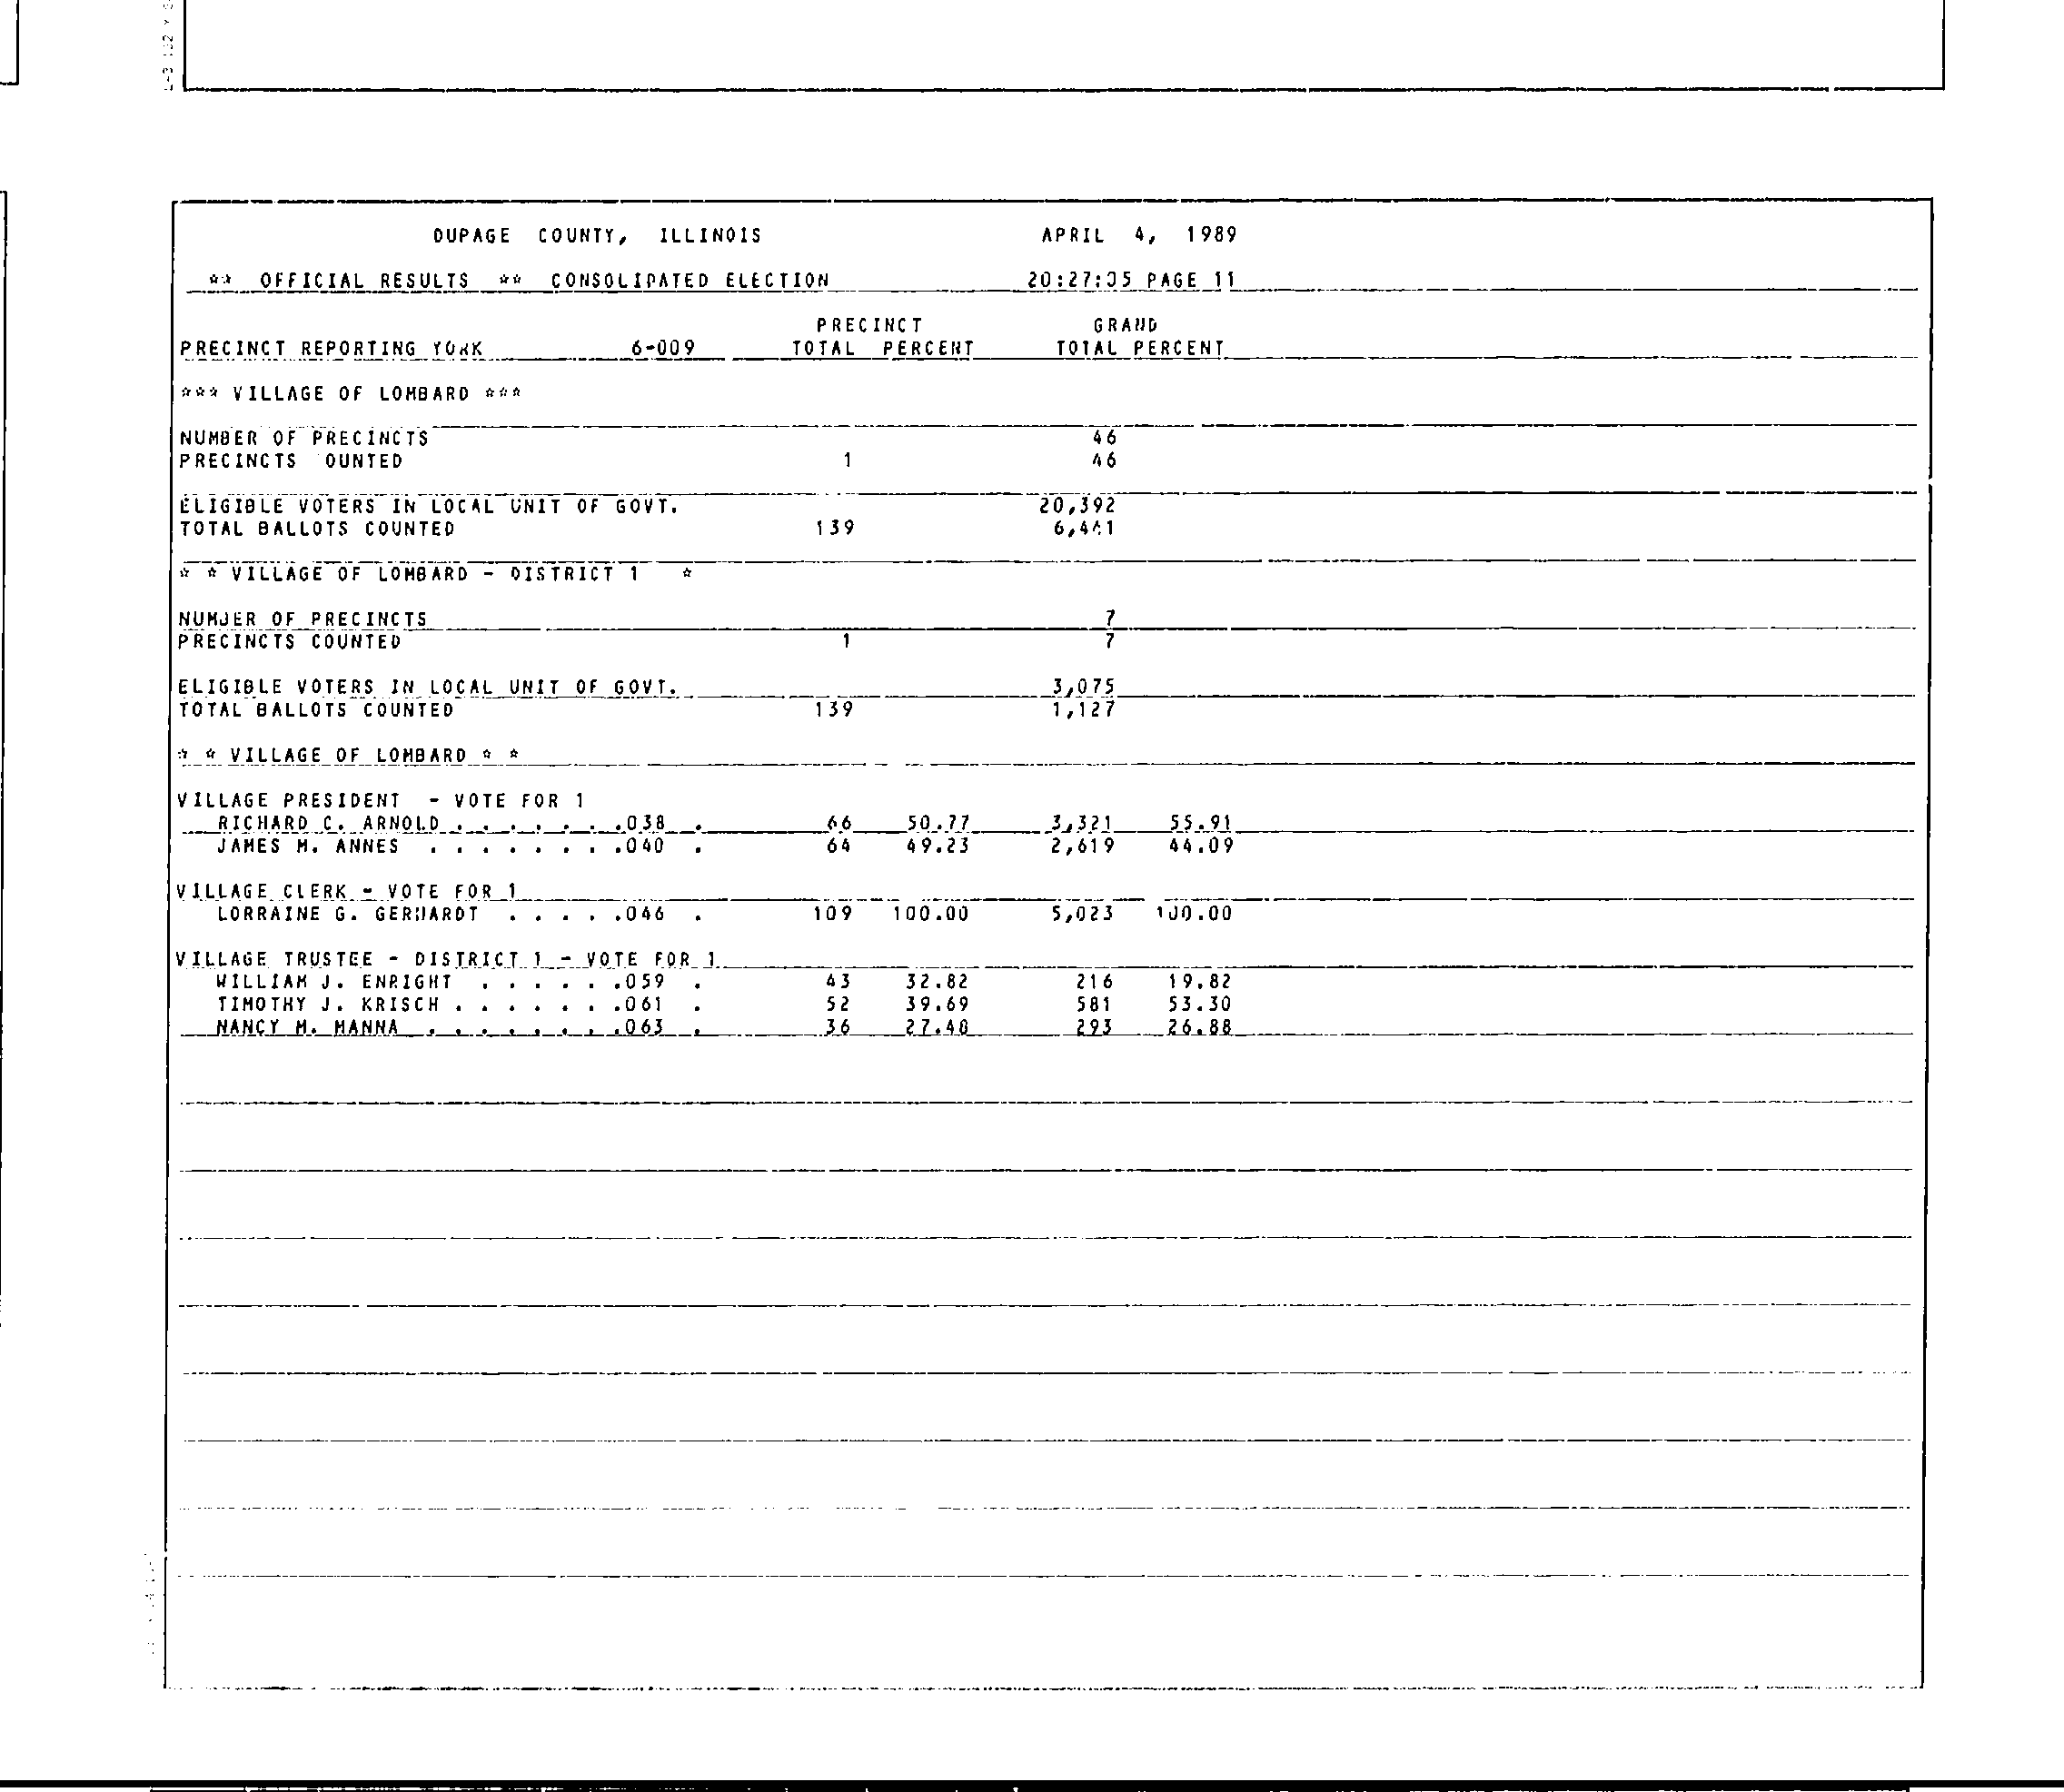 DUPAGE COUNTY, ILLINOIS APRIL 4, 1989
** OFFICIAL RESULTS ** CONSOLIDATED ELECTION 20:27:35 PAGE 11
PRECINCT GRAND
PRECINCT REPORTING YORK 6-009 TOTAL PERCENT TOTAL PERCENT
*** VILLAGE OF LOMBARD ***
NUMBER OF PRECINCTS 46
PRECINCTS OUNTED 1 46
ELIGIBLE VOTERS IN LOCAL UNIT OF GOVT. 20,392
TOTAL BALLOTS COUNTED 139 6,441
* * VILLAGE OF LOMBARD - DISTRICT 1 *
NUMBER OF PRECINCTS 7
PRECINCTS COUNTED 1 7
ELIGIBLE VOTERS IN LOCAL UNIT OF GOVT. 3,075
TOTAL BALLOTS COUNTED 139 1,127
* * VILLAGE OF LOMBARD * *
VILLAGE PRESIDENT - VOTE FOR 1
RICHARD C. ARNOLD . . . . . . .038 . 66 50.77 3,321 55.91
JAMES M. ANNES . . . . . . . .040 . 64 49.23 2,619 44.09
VILLAGE CLERK - VOTE FOR 1
LORRAINE G. GERHARDT . . . . .046 . 109 100.00 5,023 100.00
VILLAGE TRUSTEE - DISTRICT 1 - VOTE FOR 1
WILLIAM J. ENRIGHT . . . . . .059 . 43 32.82 216 19.82
TIMOTHY J. KRISCH . . . . . . .061 . 52 39.69 581 53.30
NANCY M. MANNA . . . . . . . .063 . 36 27.48 293 26.88